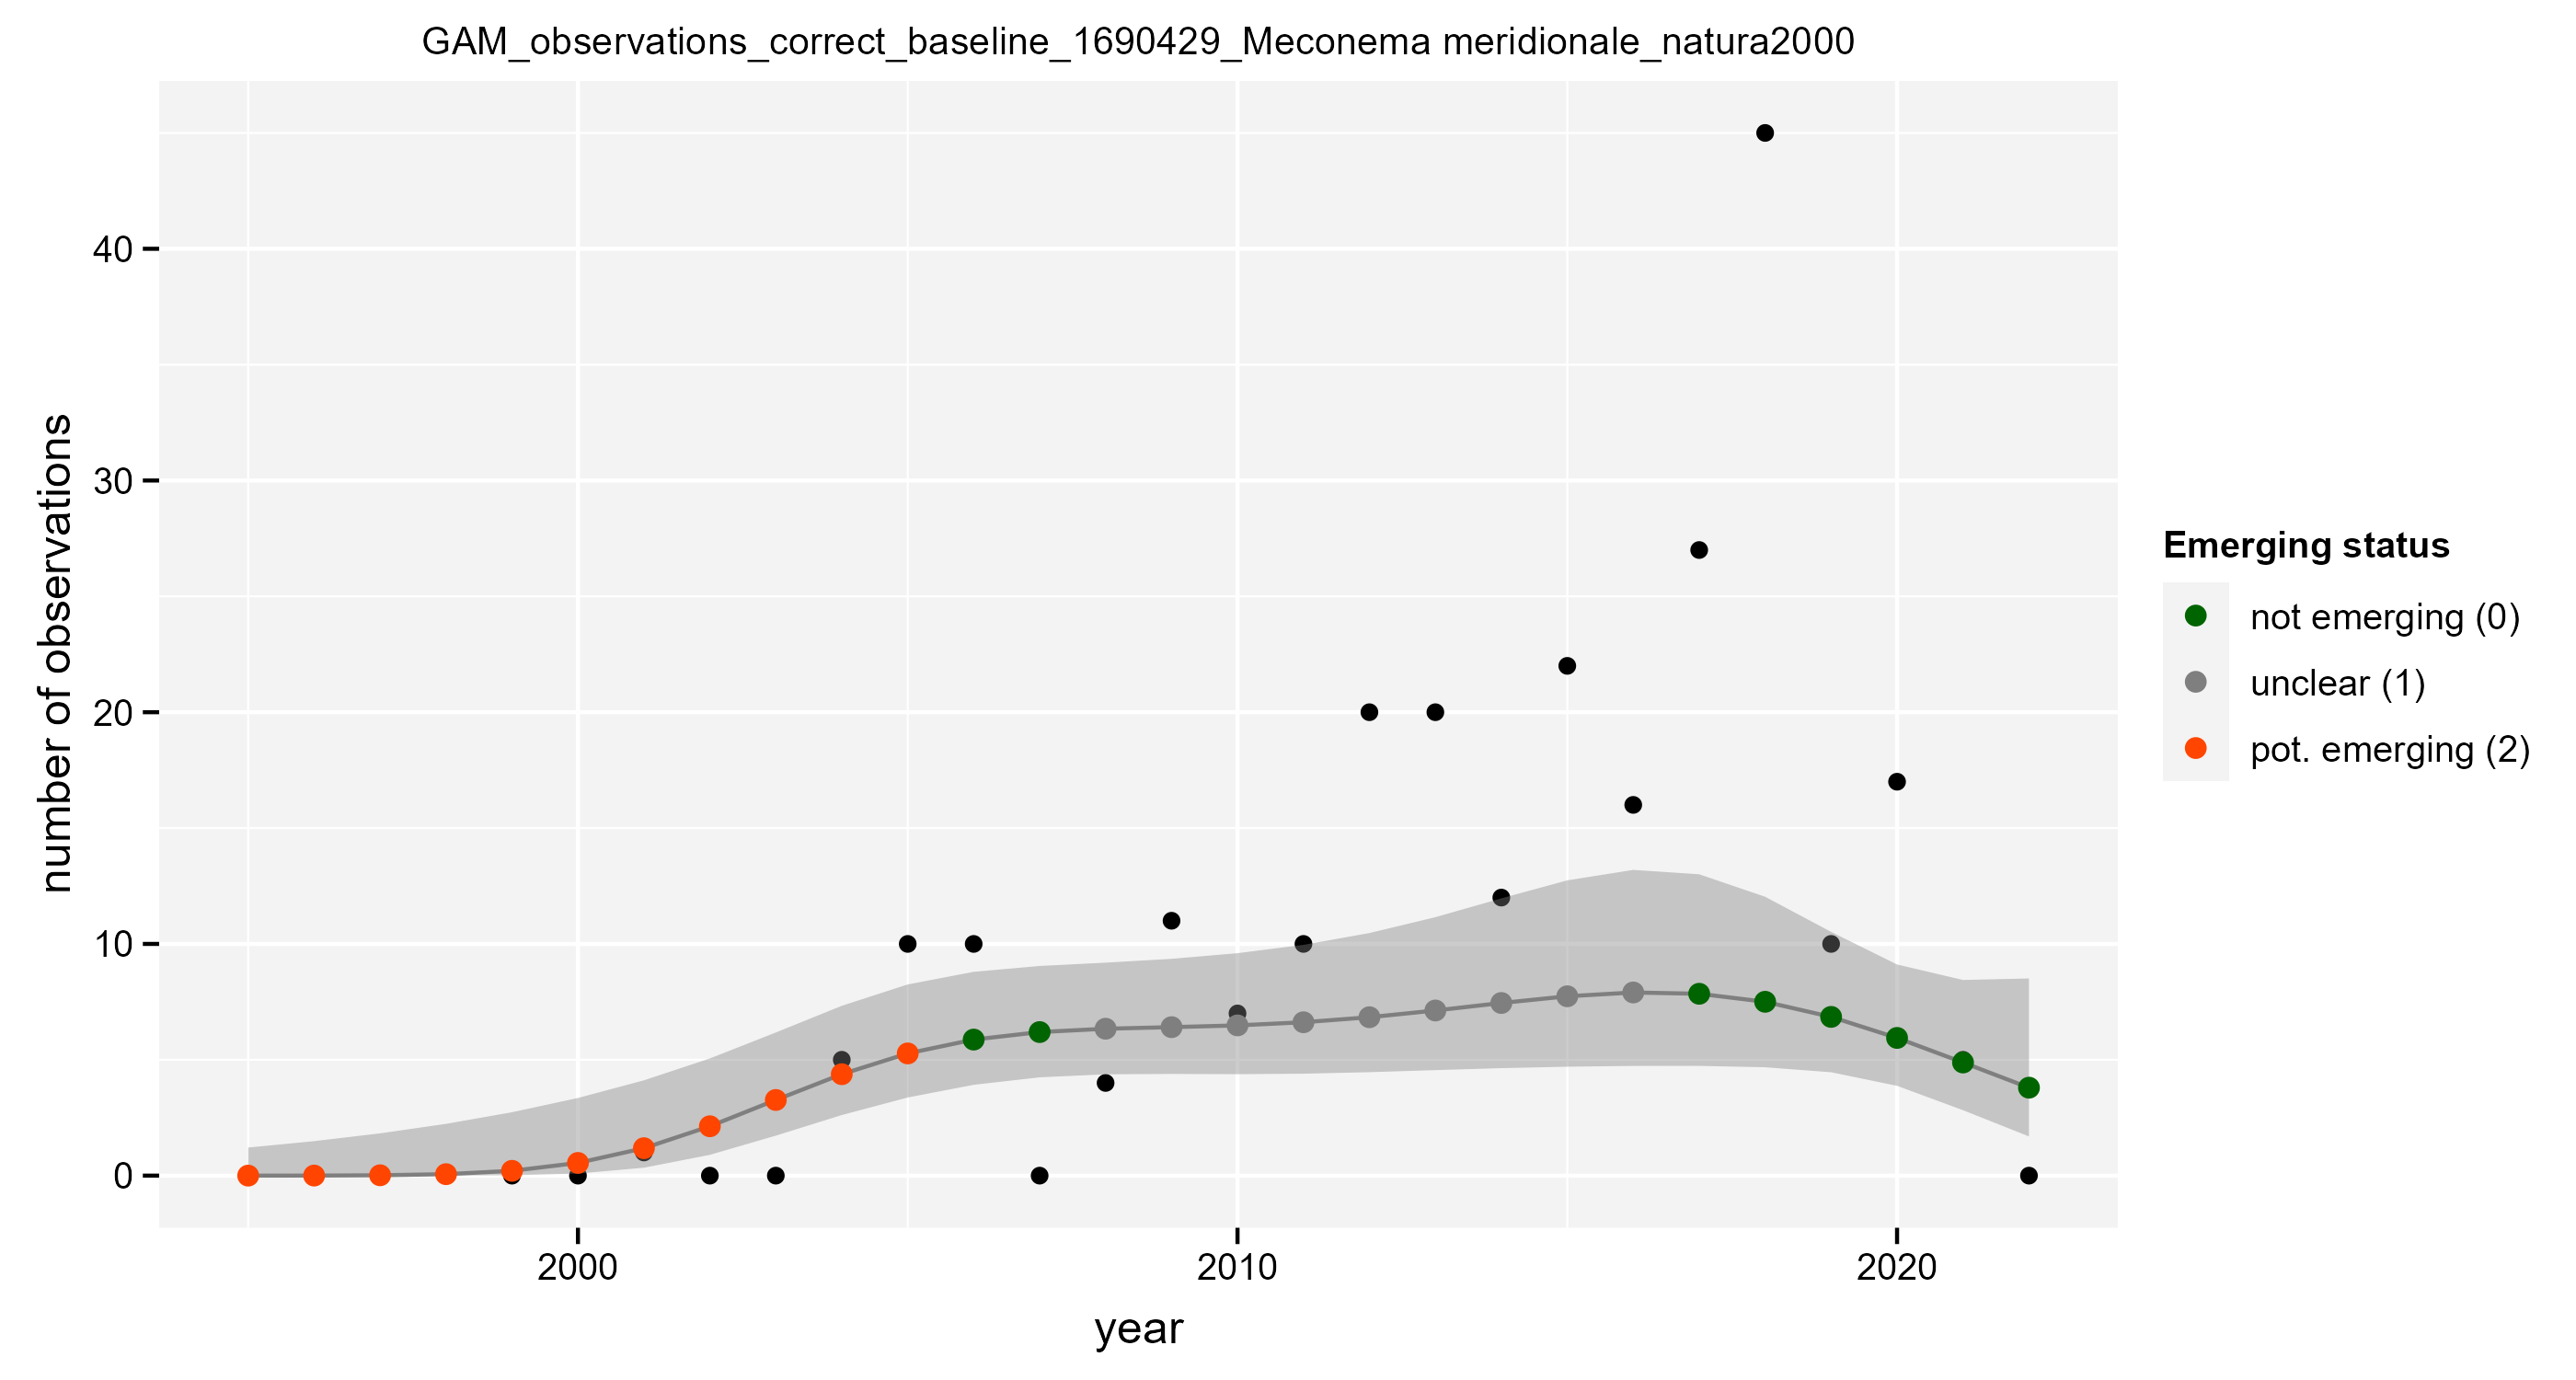 GAM_observations_correct_baseline_1690429_Meconema meridionale_natura2000
number of observations
40
30
20
10
0
2000
2010
2020
year
Emerging status
not emerging (0)
unclear (1)
pot. emerging (2)